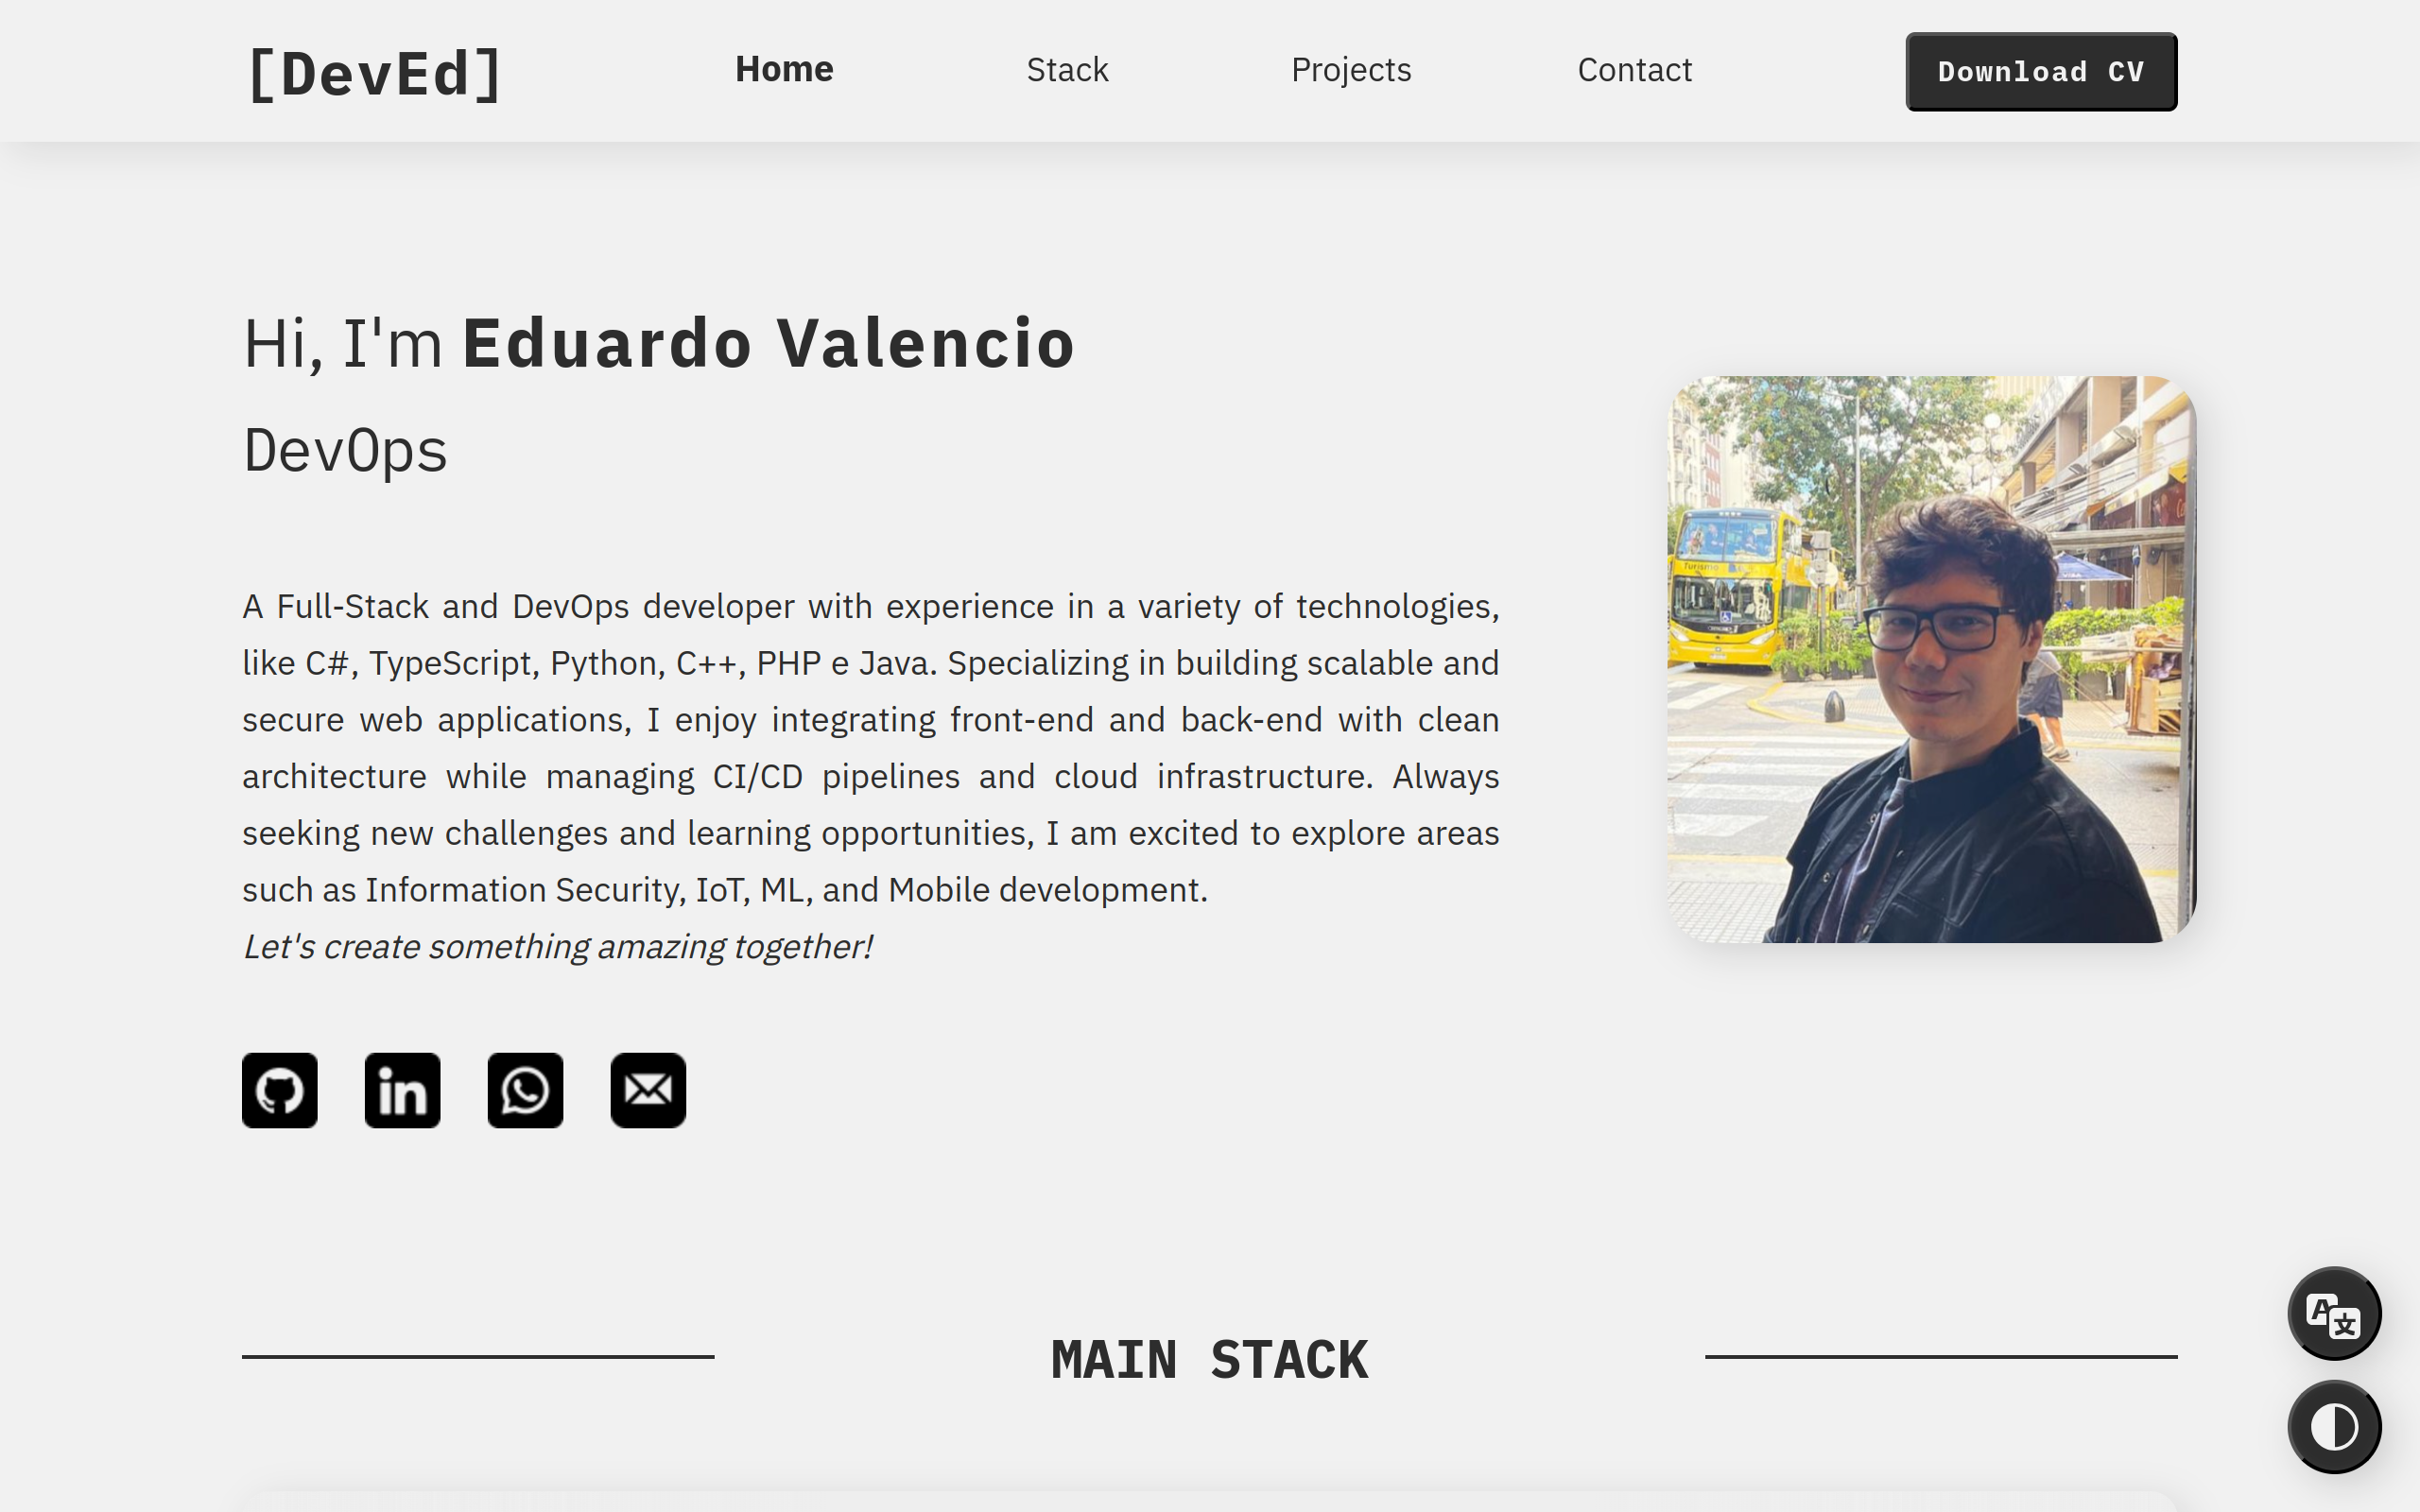 [DevEd]
Home
Stack
Projects
Contact
Download CV
Hi, I'm Eduardo Valencio
DevOps
A Full-Stack and DevOps developer with experience in a variety of technologies,
like C#, TypeScript, Python, C++, PHP e Java. Specializing in building scalable and
secure web applications, I enjoy integrating front-end and back-end with clean
architecture while managing CI/CD pipelines and cloud infrastructure. Always
seeking new challenges and learning opportunities, I am excited to explore areas
such as Information Security, IoT, ML, and Mobile development.
Let's create something amazing together!
Turismo
VISA
in
A
文
MAIN STACK